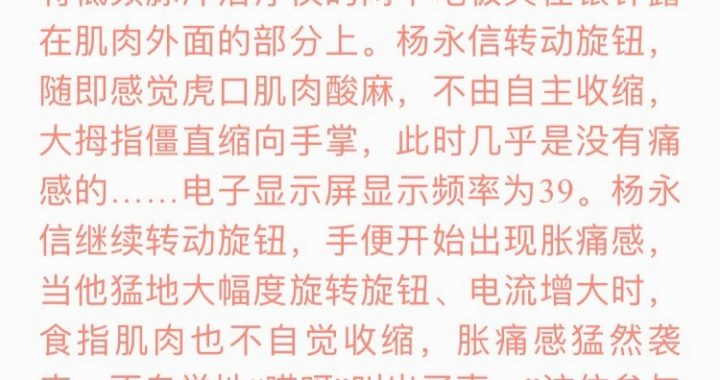 在肌肉外面的部分上。杨永信转动旋钮，
随即感觉虎口肌肉酸麻，不由自主收缩，
大拇指僵直缩向手掌，此时几乎是没有痛
感的……电子显示屏显示频率为39。杨永
信继续转动旋钮，手便开始出现胀痛感，
当他猛地大幅度旋转旋钮、电流增大时，
食指肌肉也不自觉收缩，胀痛感猛然袭